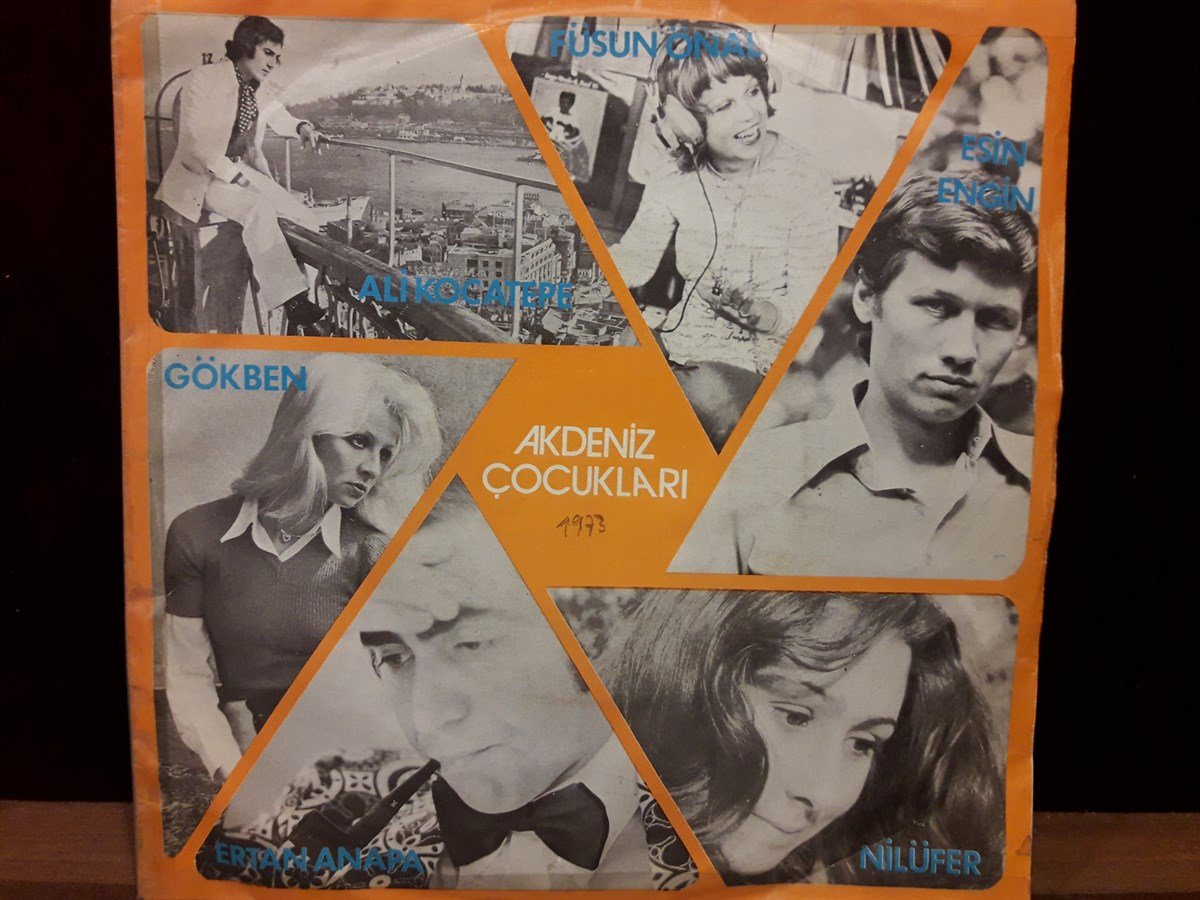 FÜSUN ÖNAL
ESİN
ENGİN
ALİ KOCATEPE
GÖKBEN
AKDENİZ
ÇOCUKLARI
1973
ERTAN ANAPA
NİLÜFER